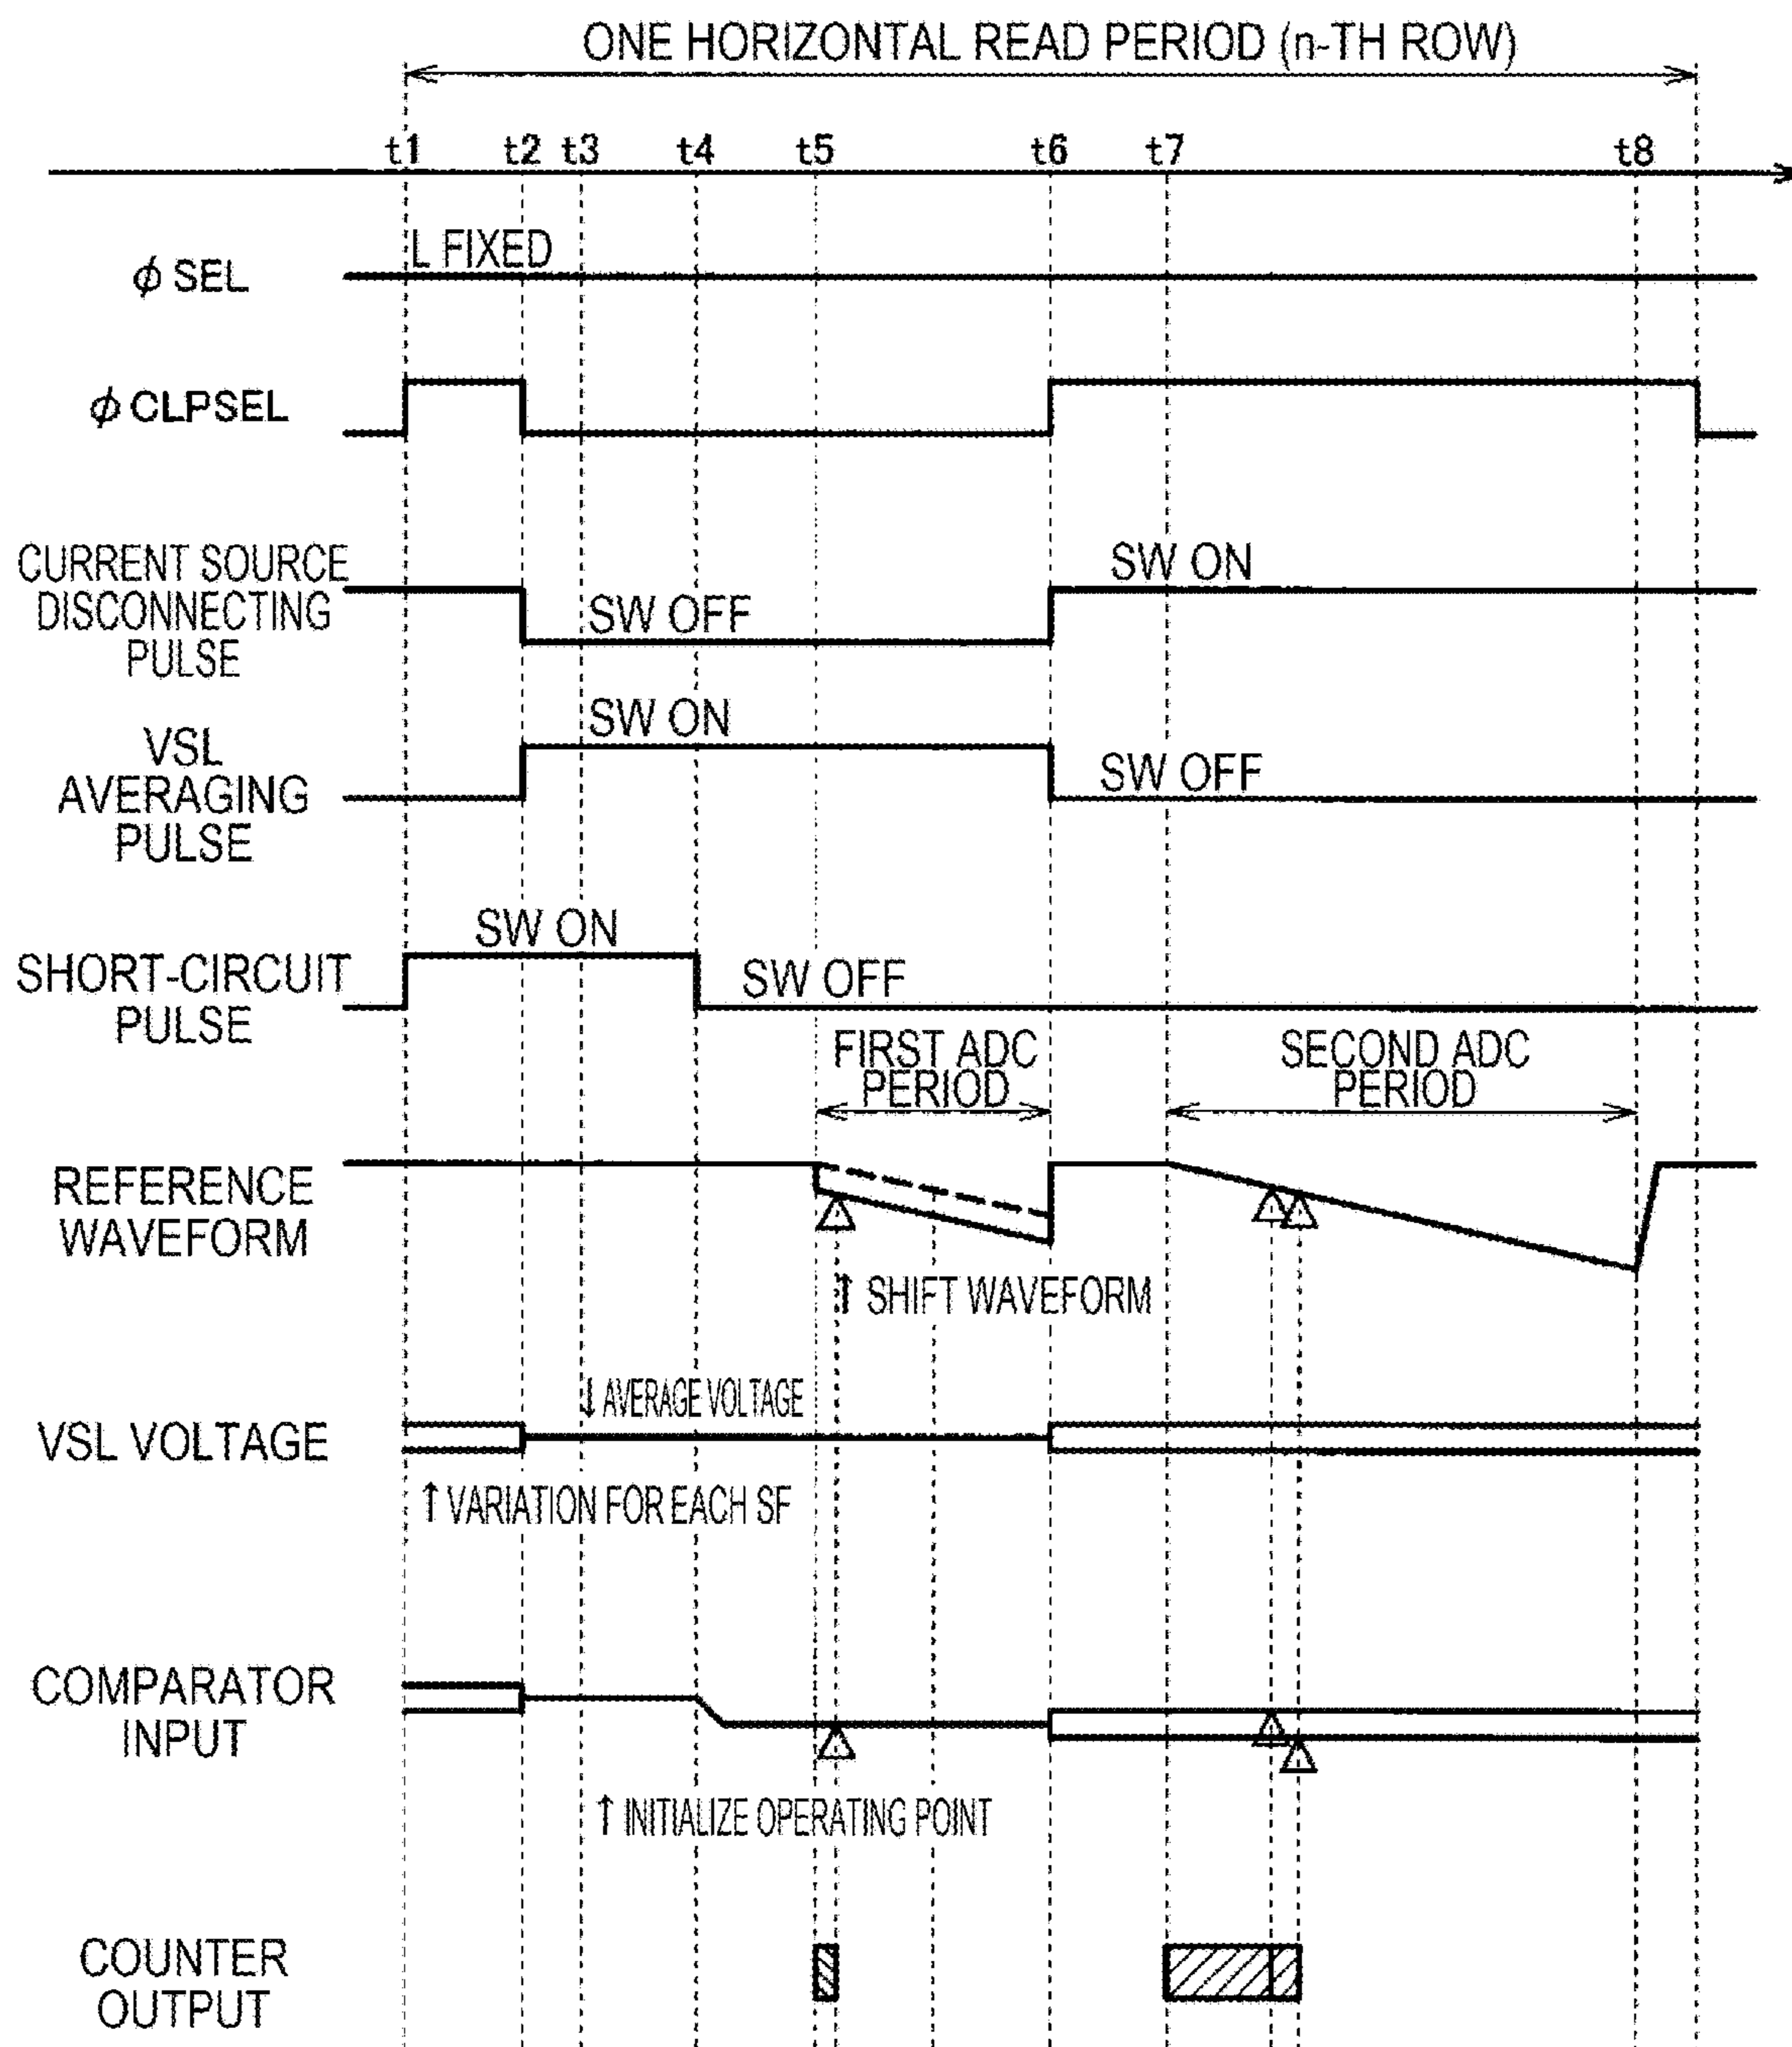 ONE HORIZONTAL READ PERIOD (n-TH ROW)
t1 t2 t3 t4 t5 t6 t7 t8
L FIXED
ϕ SEL
ϕ CLPSEL
CURRENT SOURCE
DISCONNECTING
PULSE
SW OFF
SW ON
VSL
AVERAGING
PULSE
SW ON
SW OFF
SHORT-CIRCUIT
PULSE
SW ON
SW OFF
FIRST ADC
PERIOD
SECOND ADC
PERIOD
REFERENCE
WAVEFORM
↑ SHIFT WAVEFORM
↓ AVERAGE VOLTAGE
VSL VOLTAGE
↑ VARIATION FOR EACH SF
COMPARATOR
INPUT
↑ INITIALIZE OPERATING POINT
COUNTER
OUTPUT